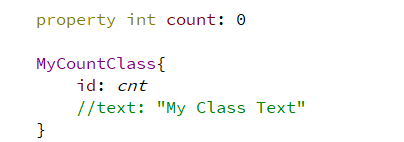 property int count: 0
MyCountClass{
id: cnt
//text: "My Class Text"
}